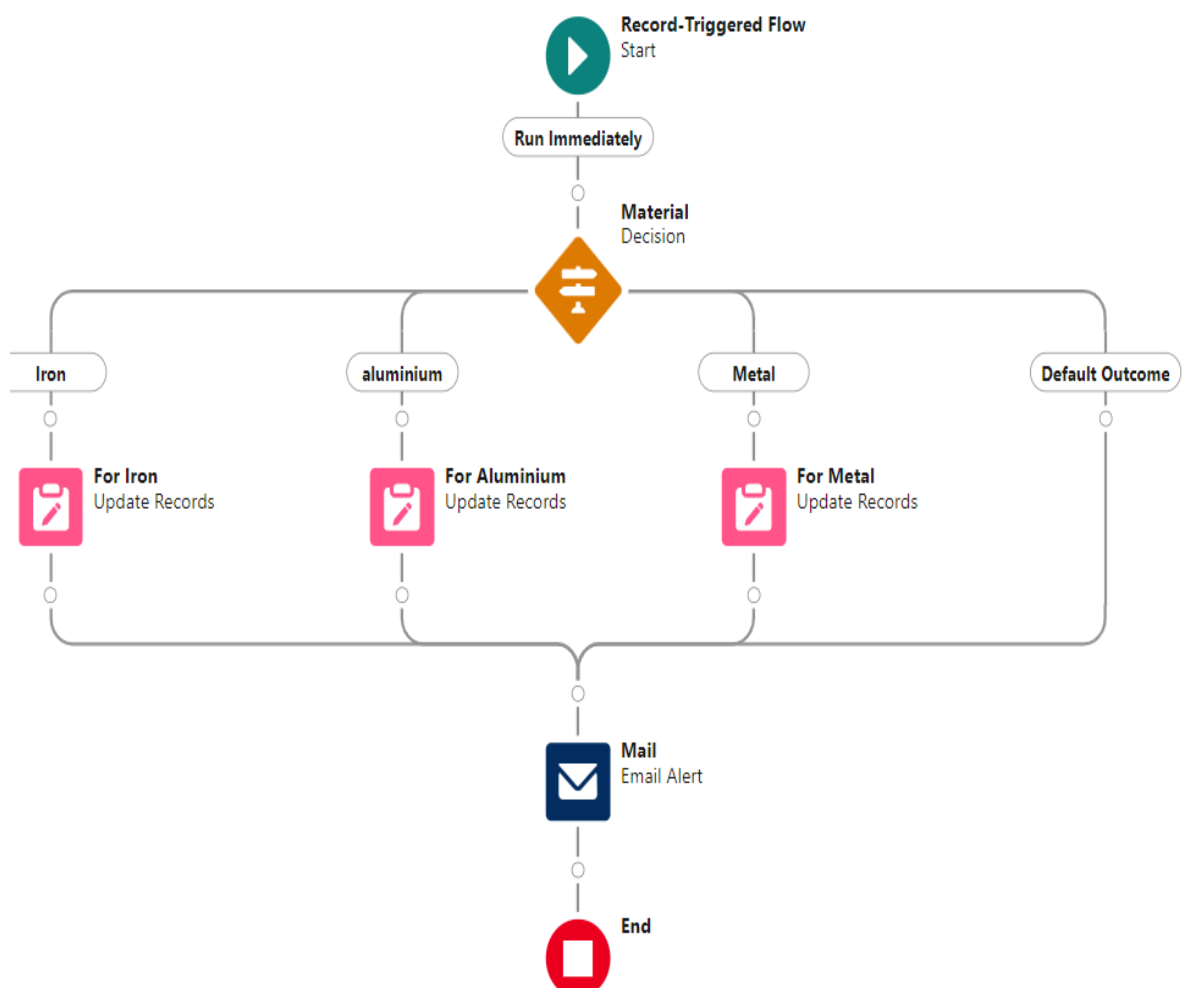 Record-Triggered Flow
Start
Run Immediately
Material
Decision
Iron
aluminium
Metal
Default Outcome
For Iron
Update Records
For Aluminium
Update Records
For Metal
Update Records
Mail
Email Alert
End